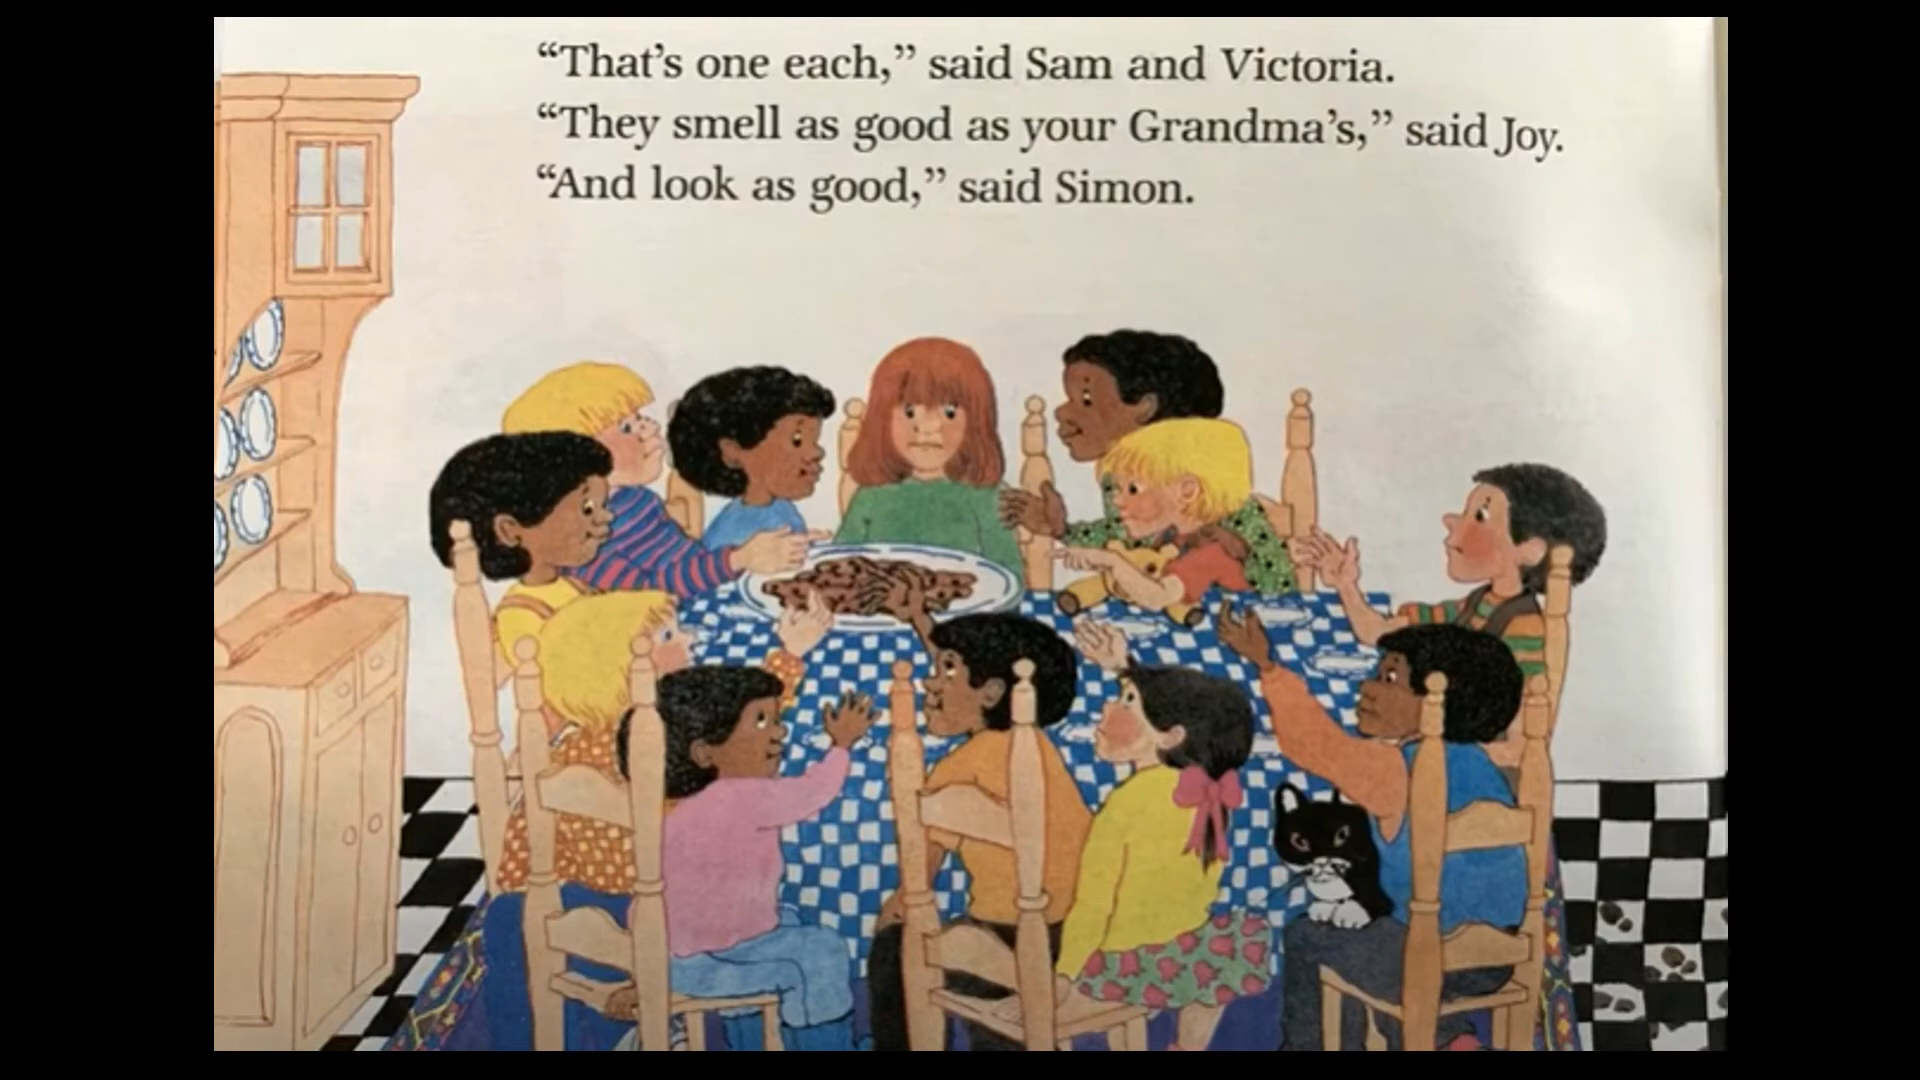 “That’s one each,” said Sam and Victoria.
“They smell as good as your Grandma’s,” said Joy.
“And look as good,” said Simon.